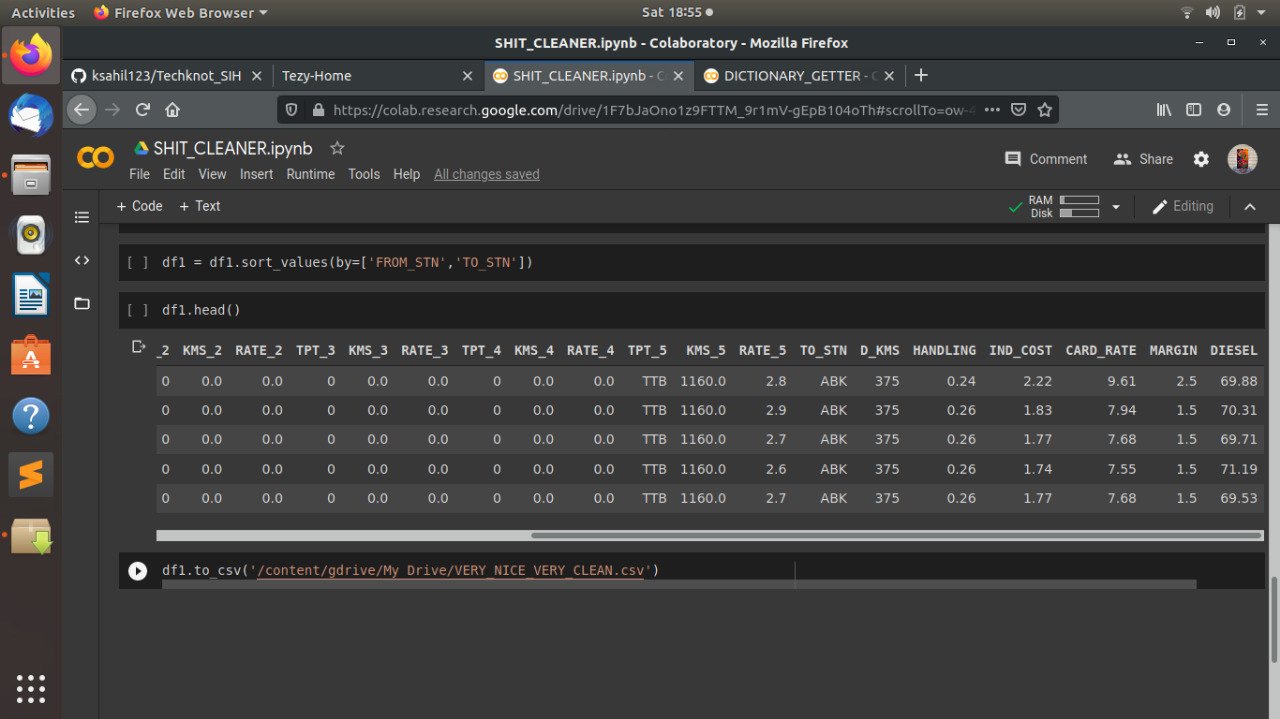 Activities Firefox Web Browser Sat 18:55
SHIT_CLEANER.ipynb - Colaboratory - Mozilla Firefox
ksahil123/Techknot_SIH Tezy-Home SHIT_CLEANER.ipynb - C DICTIONARY_GETTER - C
https://colab.research.google.com/drive/1F7bJaOno1z9FTTM_9r1mV-gEpB104oTh#scrollTo=ow-4
CO SHIT_CLEANER.ipynb Comment Share
File Edit View Insert Runtime Tools Help All changes saved
+ Code + Text RAM Disk Editing
[ ] df1 = df1.sort_values(by=['FROM_STN','TO_STN'])
[ ] df1.head()
_2 KMS_2 RATE_2 TPT_3 KMS_3 RATE_3 TPT_4 KMS_4 RATE_4 TPT_5 KMS_5 RATE_5 TO_STN D_KMS HANDLING IND_COST CARD_RATE MARGIN DIESEL
0 0.0 0.0 0 0.0 0.0 0 0.0 0.0 TTB 1160.0 2.8 ABK 375 0.24 2.22 9.61 2.5 69.88
0 0.0 0.0 0 0.0 0.0 0 0.0 0.0 TTB 1160.0 2.9 ABK 375 0.26 1.83 7.94 1.5 70.31
0 0.0 0.0 0 0.0 0.0 0 0.0 0.0 TTB 1160.0 2.7 ABK 375 0.26 1.77 7.68 1.5 69.71
0 0.0 0.0 0 0.0 0.0 0 0.0 0.0 TTB 1160.0 2.6 ABK 375 0.26 1.74 7.55 1.5 71.19
0 0.0 0.0 0 0.0 0.0 0 0.0 0.0 TTB 1160.0 2.7 ABK 375 0.26 1.77 7.68 1.5 69.53
df1.to_csv('/content/gdrive/My Drive/VERY_NICE_VERY_CLEAN.csv')